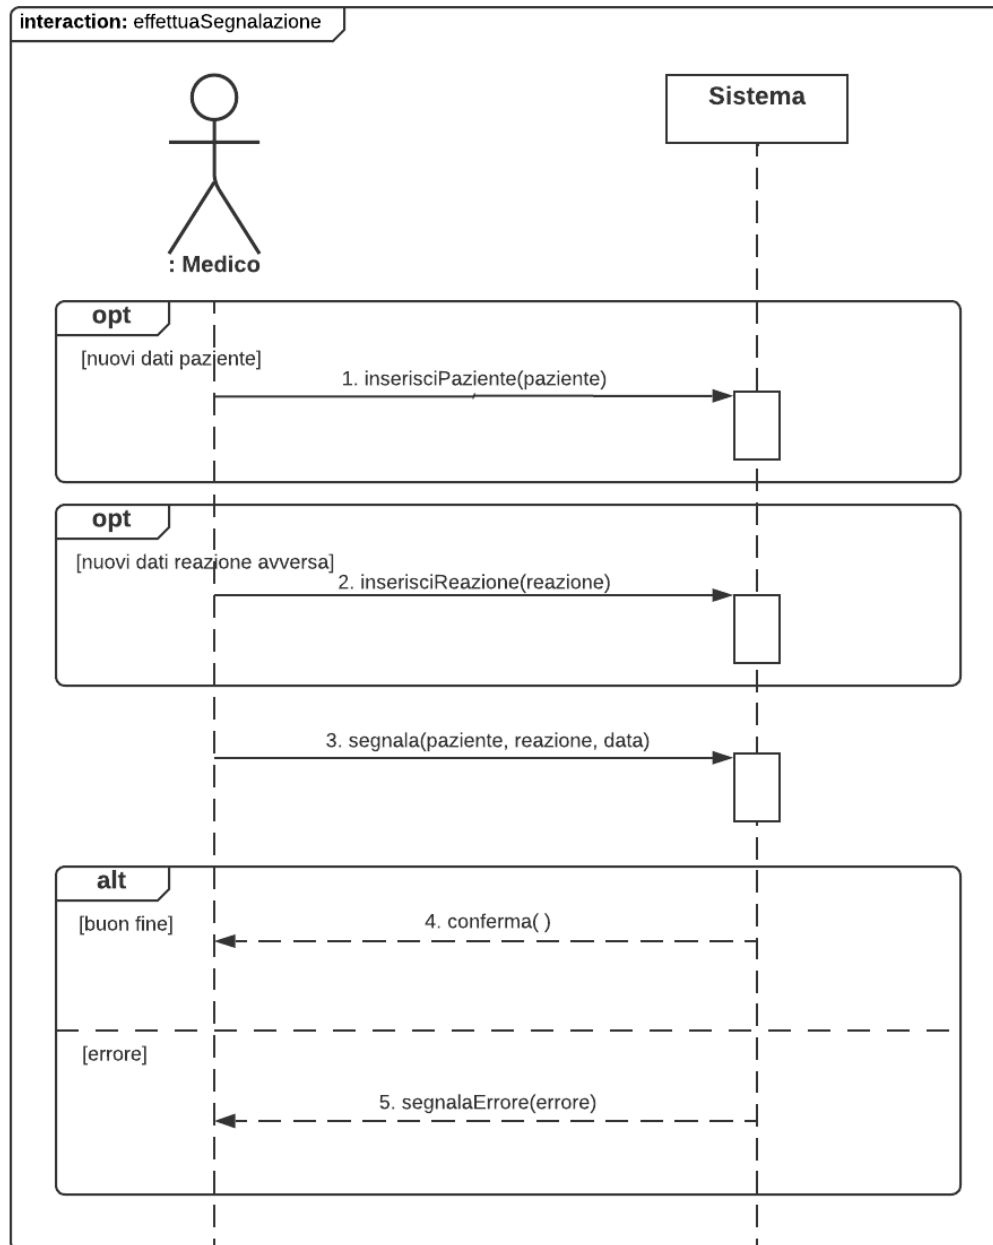 interaction: effettuaSegnalazione
Sistema
: Medico
opt
[nuovi dati paziente]
1. inserisciPaziente(paziente)
opt
[nuovi dati reazione avversa]
2. inserisciReazione(reazione)
3. segnala(paziente, reazione, data)
alt
[buon fine]
4. conferma( )
[errore]
5. segnalaErrore(errore)